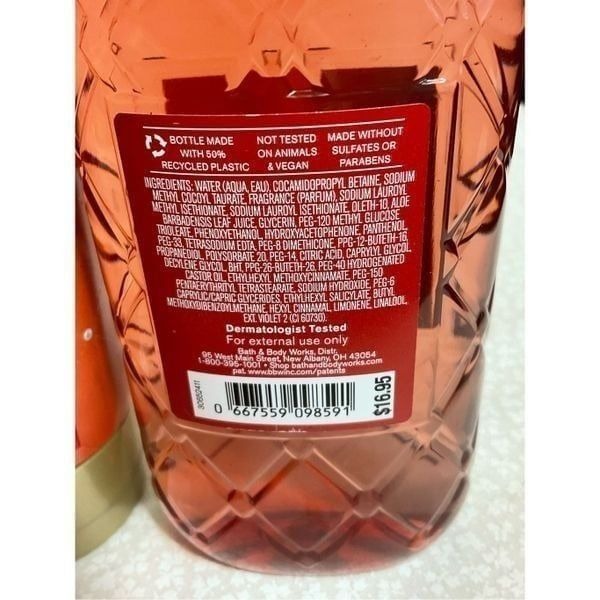 BOTTLE MADE WITH 50% RECYCLED PLASTIC
NOT TESTED ON ANIMALS & VEGAN
MADE WITHOUT SULFATES OR PARABENS
INGREDIENTS: WATER (AQUA, EAU), COCAMIDOPROPYL BETAINE, SODIUM
METHYL COCOYL TAURATE, FRAGRANCE (PARFUM), SODIUM LAUROYL
METHYL ISETHIONATE, SODIUM LAUROYL ISETHIONATE, OLETH-10, ALOE
BARBADENSIS LEAF JUICE, GLYCERIN, PEG-120 METHYL GLUCOSE
TRIOLEATE, PHENOXYETHANOL, HYDROXYACETOPHENONE, PANTHENOL,
PEG-33, TETRASODIUM EDTA, PEG-8 DIMETHICONE, PPG-12-BUTETH-16,
PROPANEDIOL, POLYSORBATE 20, PEG-14, CITRIC ACID, CAPRYLYL GLYCOL,
DECYLENE GLYCOL, BHT, PPG-26-BUTETH-26, PEG-40 HYDROGENATED
CASTOR OIL, ETHYLHEXYL METHOXYCINNAMATE, PEG-150
PENTAERYTHRITYL TETRASTEARATE, SODIUM HYDROXIDE, PEG-6
CAPRYLIC/CAPRIC GLYCERIDES, ETHYLHEXYL SALICYLATE, BUTYL
METHOXYDIBENZOYLMETHANE, HEXYL CINNAMAL, LIMONENE, LINALOOL,
EXT. VIOLET 2 (CI 60730).
Dermatologist Tested
For external use only
Bath & Body Works, Distr.
95 West Main Street, New Albany, OH 43054
1-800-395-1001 • Shop bathandbodyworks.com
pat. www.bbwinc.com/patents
0 667559 098591
$16.95